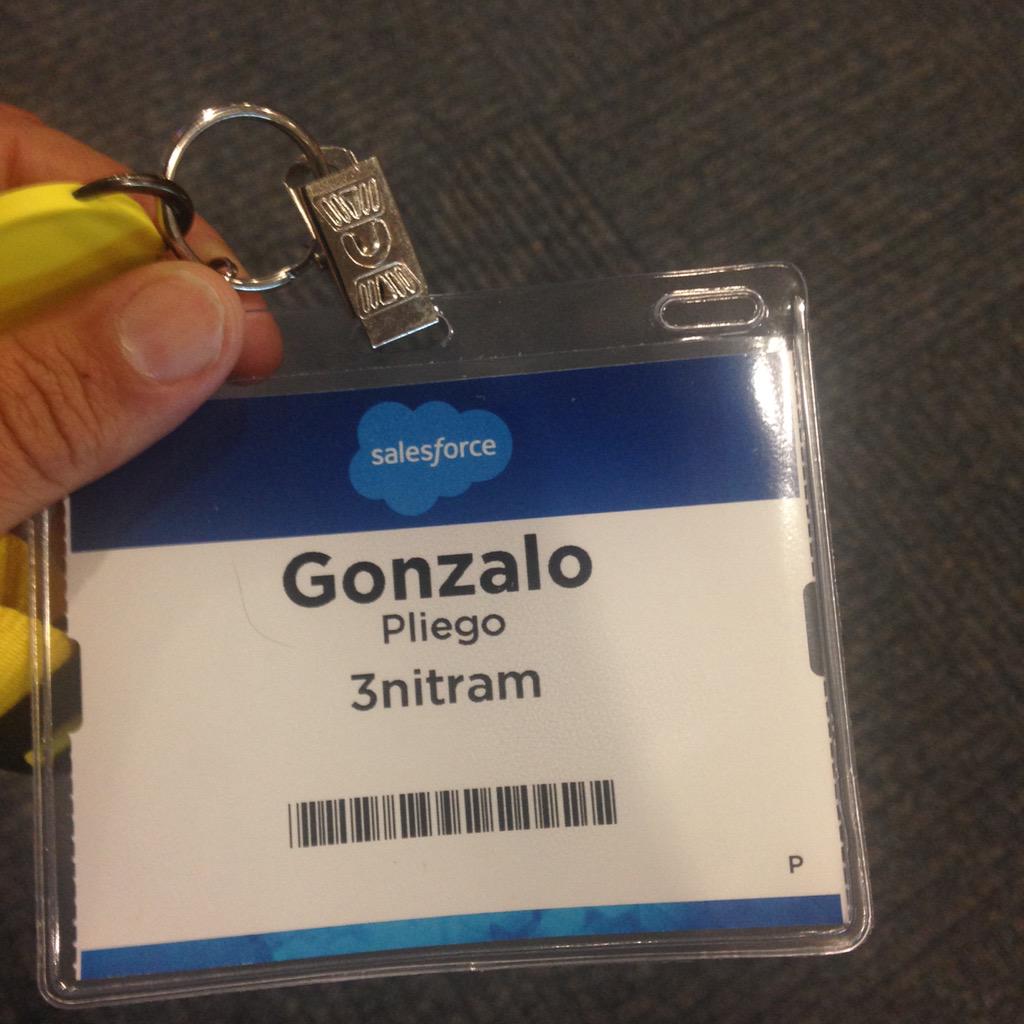 salesforce
Gonzalo
Pliego
3nitram
P